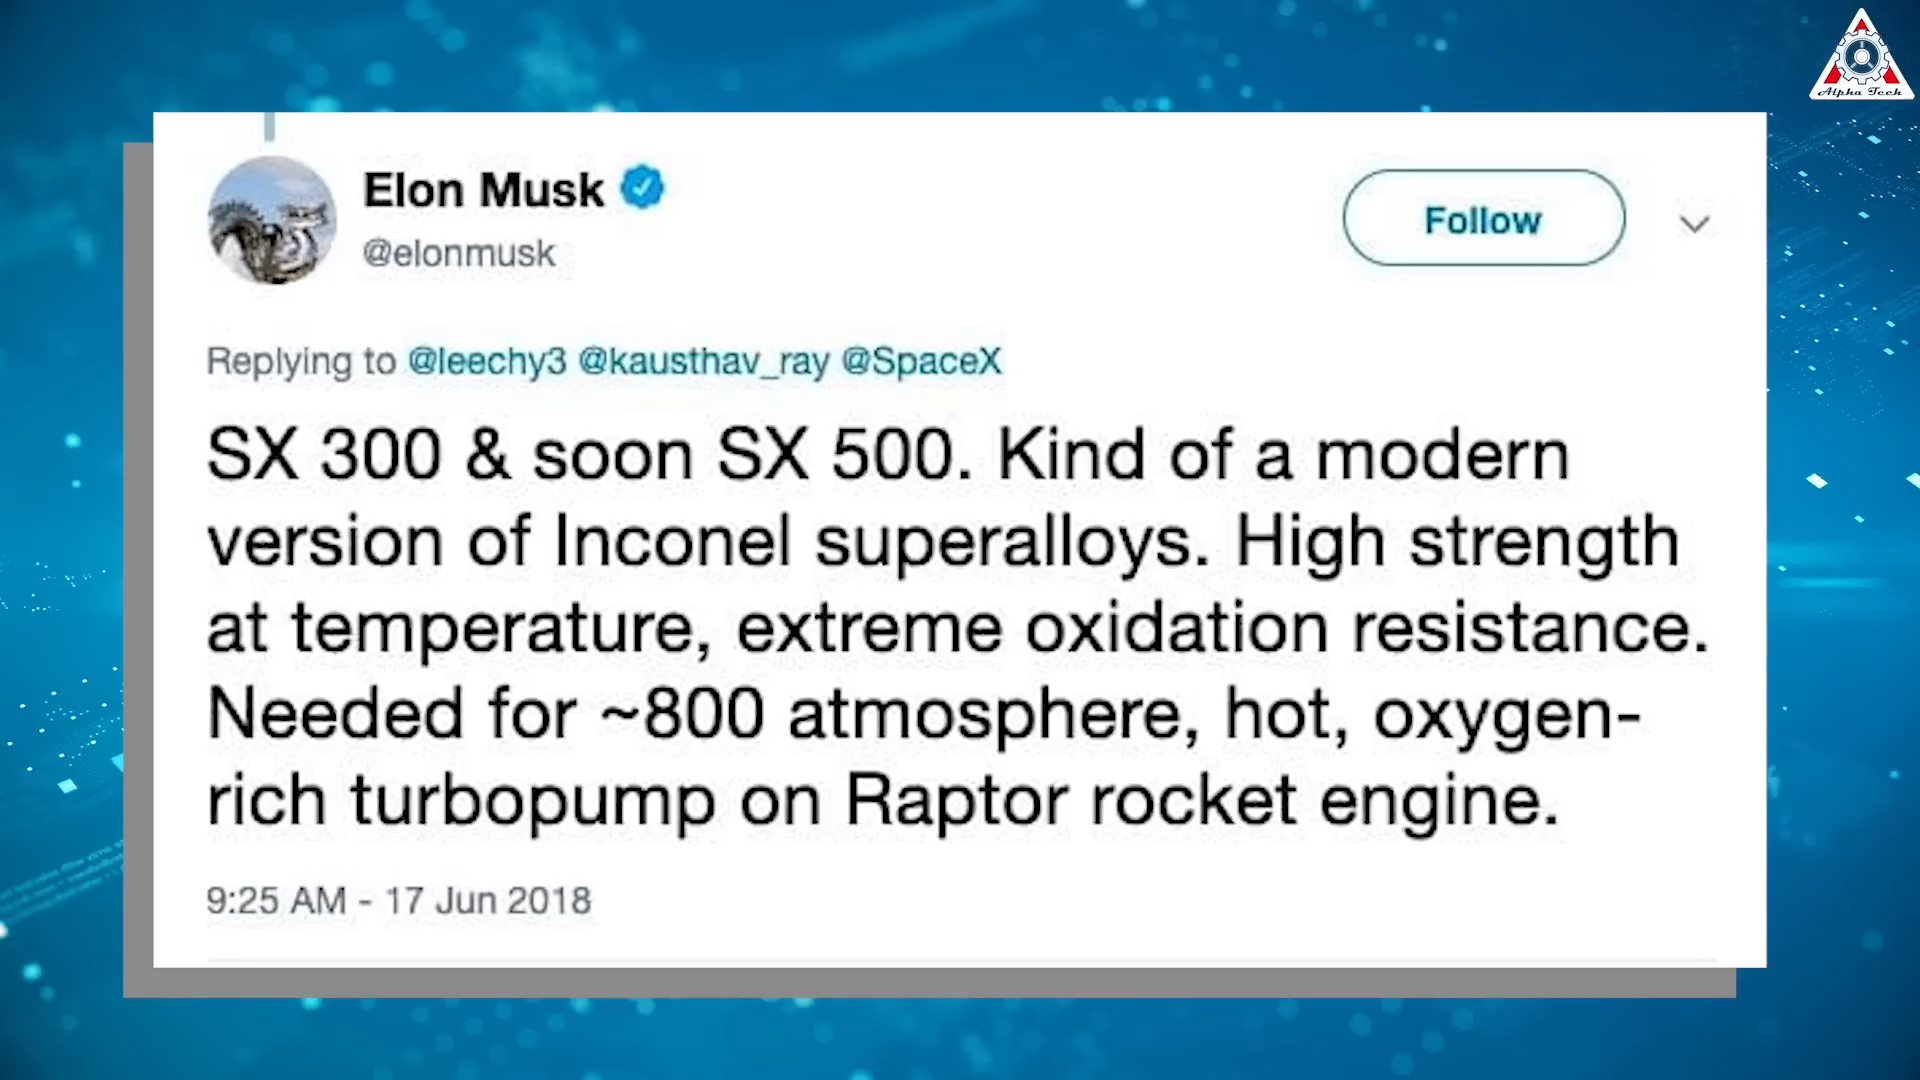 Alpha Tech
Elon Musk
@elonmusk
Follow
Replying to @leechy3 @kausthav_ray @SpaceX
SX 300 & soon SX 500. Kind of a modern
version of Inconel superalloys. High strength
at temperature, extreme oxidation resistance.
Needed for ~800 atmosphere, hot, oxygen-
rich turbopump on Raptor rocket engine.
9:25 AM - 17 Jun 2018